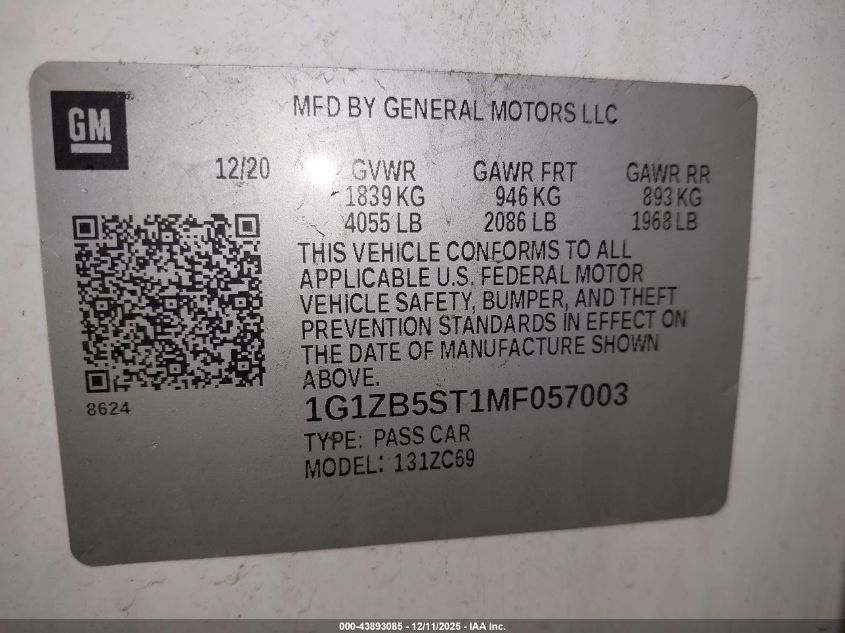 GM
MFD BY GENERAL MOTORS LLC
12/20 GVWR GAWR FRT GAWR RR
1839 KG 946 KG 893 KG
4055 LB 2086 LB 1968 LB
THIS VEHICLE CONFORMS TO ALL
APPLICABLE U.S. FEDERAL MOTOR
VEHICLE SAFETY, BUMPER, AND THEFT
PREVENTION STANDARDS IN EFFECT ON
THE DATE OF MANUFACTURE SHOWN
ABOVE.
8624
1G1ZB5ST1MF057003
TYPE: PASS CAR
MODEL: 131ZC69
000-43893085 - 12/11/2025 - IAA Inc.